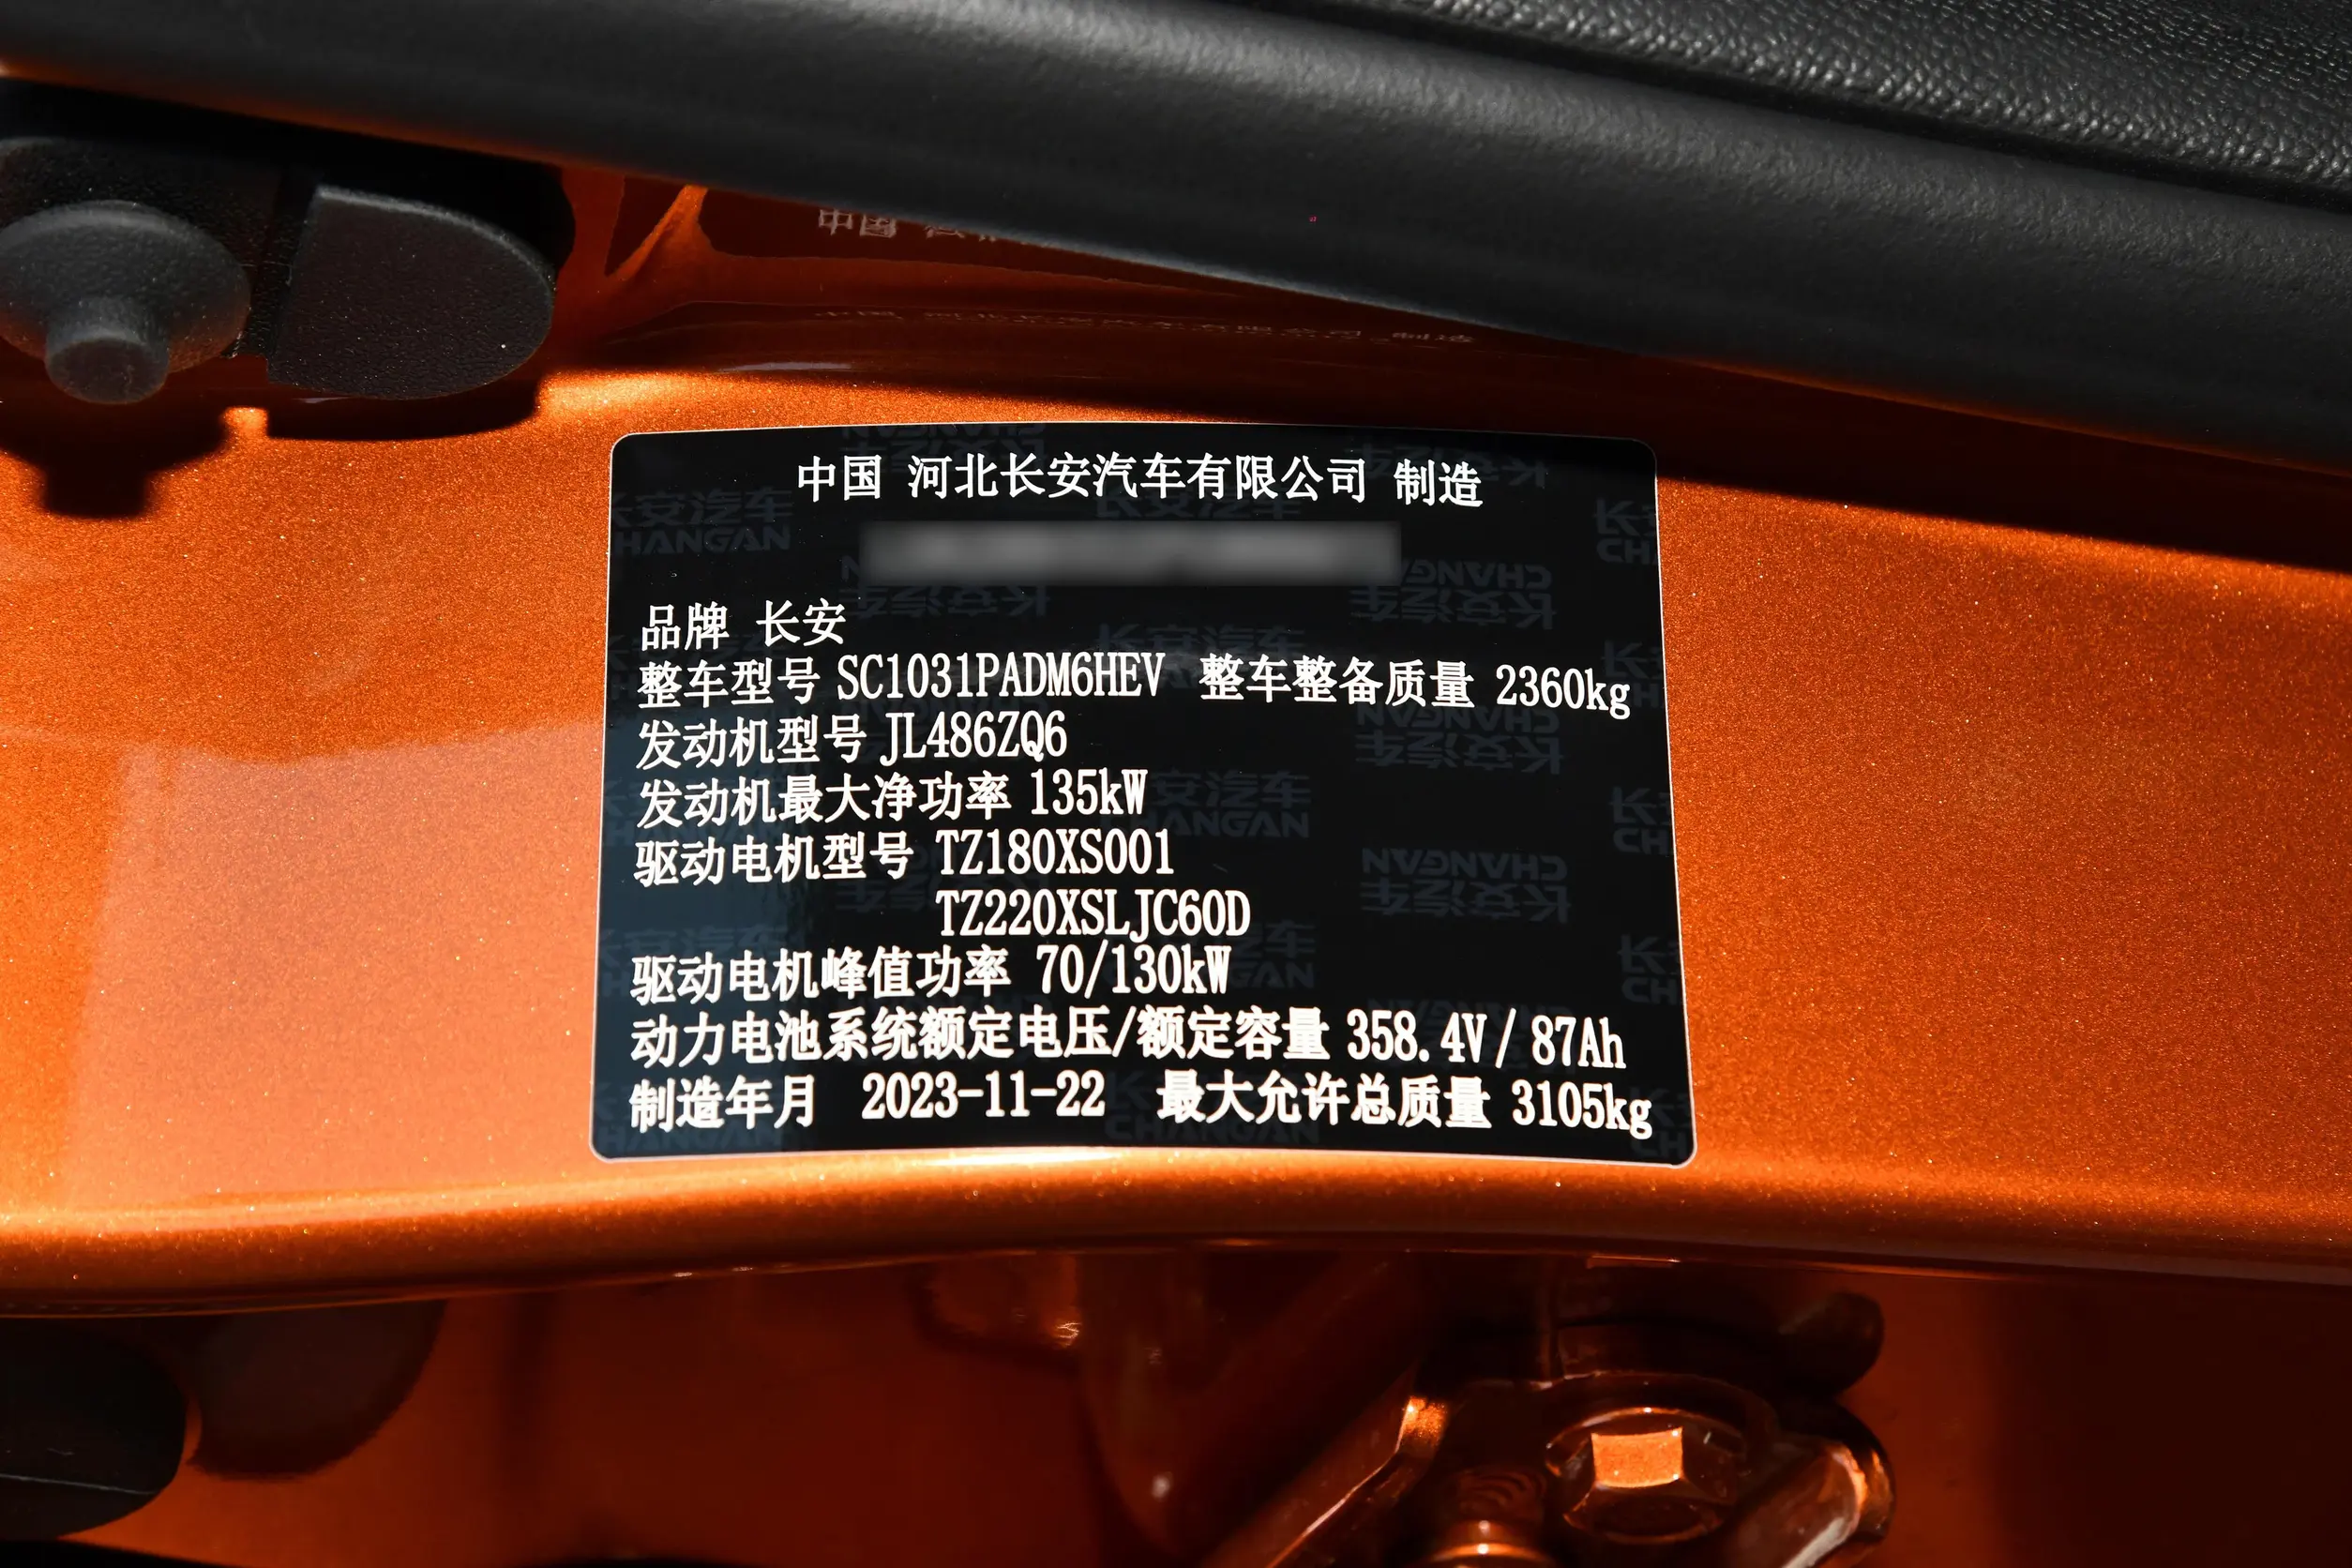 中国 河北长安汽车有限公司 制造
品牌 长安
整车型号 SC1031PADM6HEV 整车整备质量 2360kg
发动机型号 JL486ZQ6
发动机最大净功率 135kW
驱动电机型号 TZ180XS001
TZ220XSLJC60D
驱动电机峰值功率 70/130kW
动力电池系统额定电压/额定容量 358.4V / 87Ah
制造年月 2023-11-22 最大允许总质量 3105kg